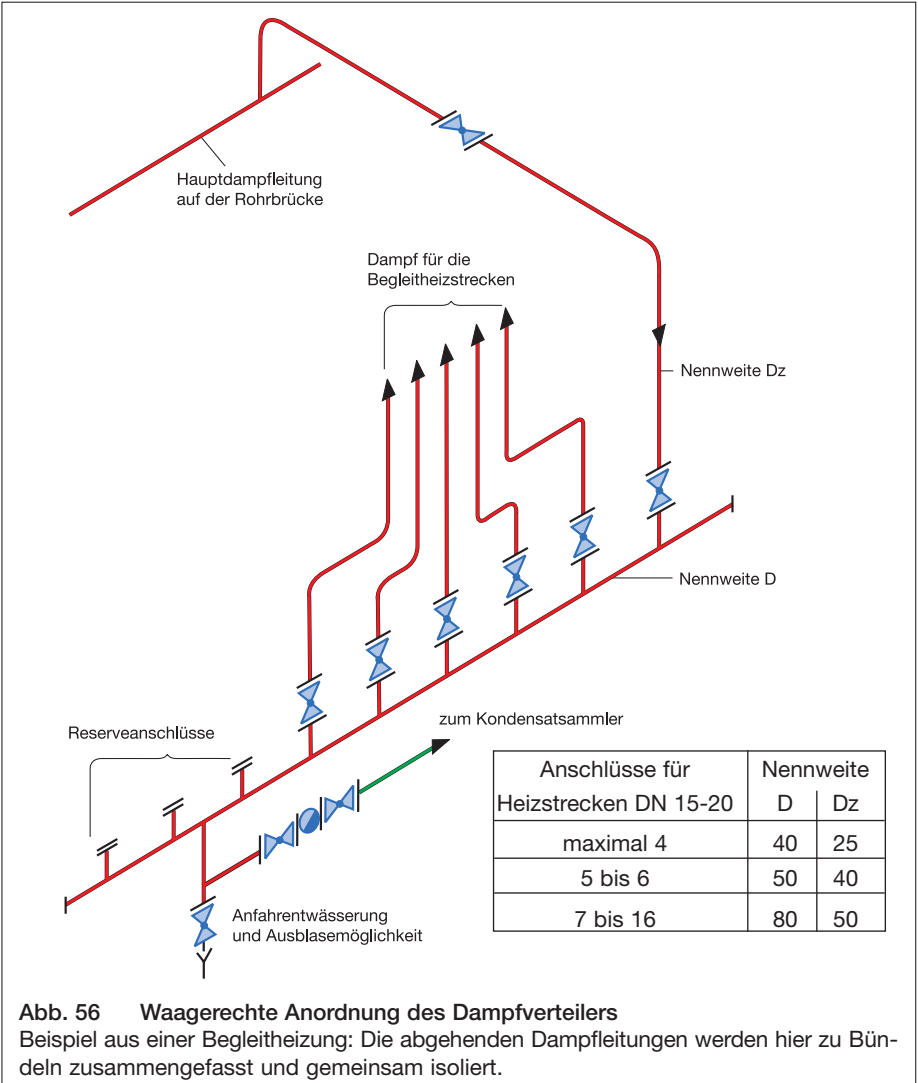 Hauptdampfleitung
auf der Rohrbrücke
Dampf für die
Begleitheizstrecken
Nennweite Dz
Nennweite D
Reserveanschlüsse
zum Kondensatsammler
Anfahrentwässerung
und Ausblasemöglichkeit
Anschlüsse für Nennweite
Heizstrecken DN 15-20 D Dz
maximal 4 40 25
5 bis 6 50 40
7 bis 16 80 50
Abb. 56 Waagerechte Anordnung des Dampfverteilers
Beispiel aus einer Begleitheizung: Die abgehenden Dampfleitungen werden hier zu Bün-
deln zusammengefasst und gemeinsam isoliert.